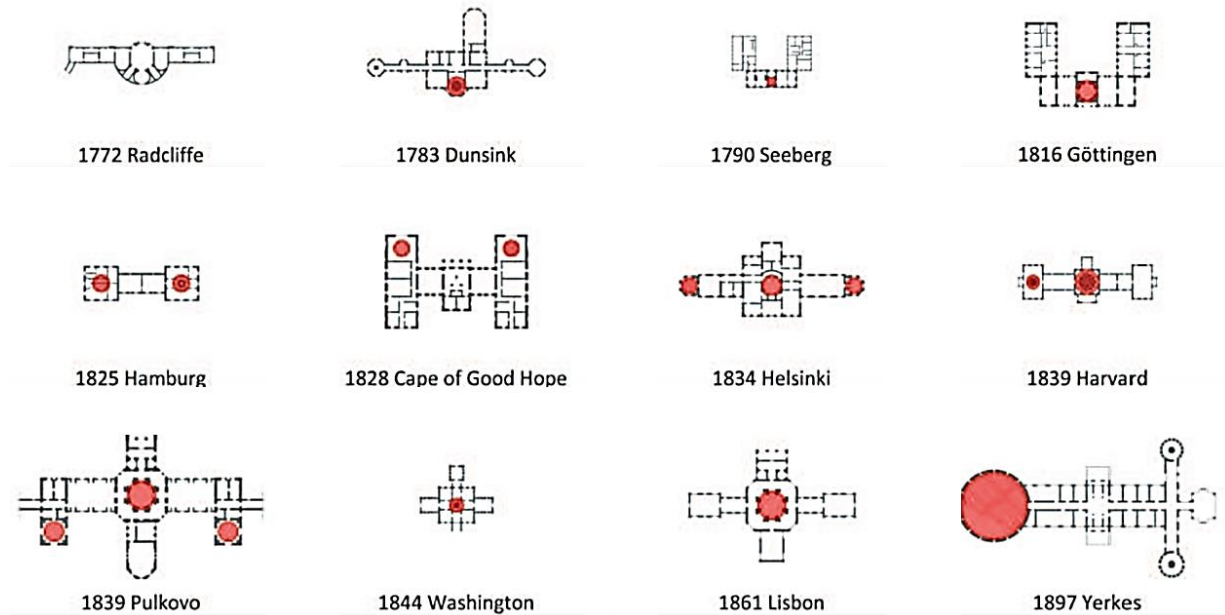 1772 Radcliffe
1783 Dunsink
1790 Seeberg
1816 Göttingen
1825 Hamburg
1828 Cape of Good Hope
1834 Helsinki
1839 Harvard
1839 Pulkovo
1844 Washington
1861 Lisbon
1897 Yerkes